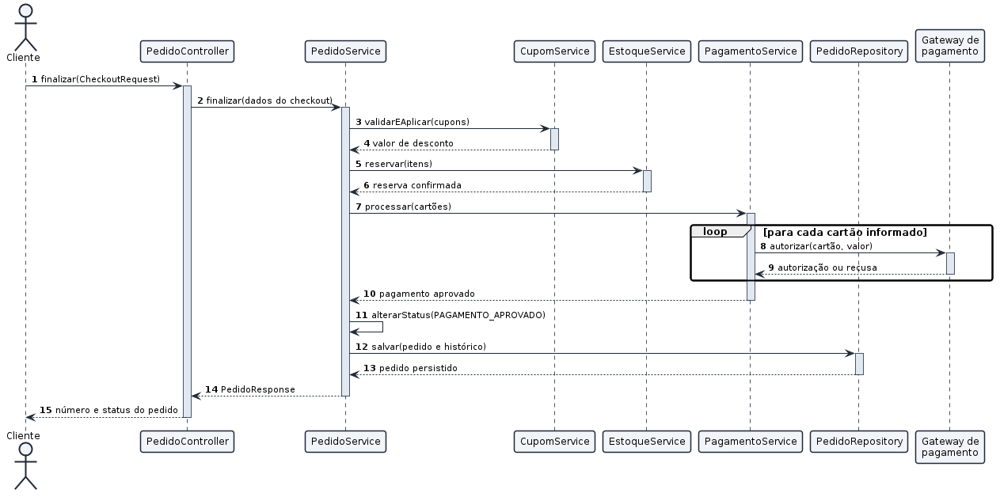 Cliente
PedidoController
PedidoService
CupomService
EstoqueService
PagamentoService
PedidoRepository
Gateway de
pagamento
1 finalizar(CheckoutRequest)
2 finalizar(dados do checkout)
3 validarEAplicar(cupons)
4 valor de desconto
5 reservar(itens)
6 reserva confirmada
7 processar(cartões)
loop
[para cada cartão informado]
8 autorizar(cartão, valor)
9 autorização ou recusa
10 pagamento aprovado
11 alterarStatus(PAGAMENTO_APROVADO)
12 salvar(pedido e histórico)
13 pedido persistido
14 PedidoResponse
15 número e status do pedido
Cliente
PedidoController
PedidoService
CupomService
EstoqueService
PagamentoService
PedidoRepository
Gateway de
pagamento